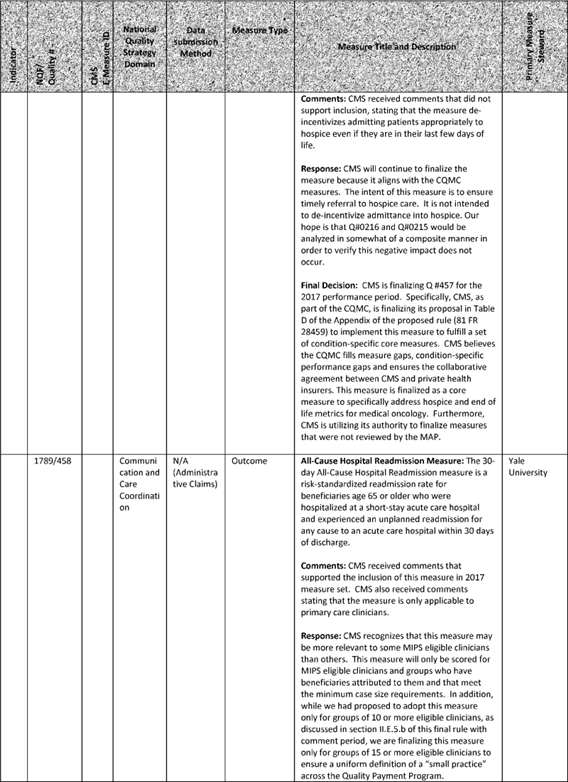 Indicator
NQF/
Quality #
CMS
E-Measure ID
National
Quality
Strategy
Domain
Data
submission
Method
Measure Type
Measure Title and Description
Primary Measure
Steward
Comments: CMS received comments that did not
support inclusion, stating that the measure de-
incentivizes admitting patients appropriately to
hospice even if they are in their last few days of
life.
Response: CMS will continue to finalize the
measure because it aligns with the CQMC
measures.  The intent of this measure is to ensure
timely referral to hospice care.  It is not intended
to de-incentivize admittance into hospice. Our
hope is that Q#0216 and Q#0215 would be
analyzed in somewhat of a composite manner in
order to verify this negative impact does not
occur.
Final Decision:  CMS is finalizing Q #457 for the
2017 performance period.  Specifically, CMS, as
part of the CQMC, is finalizing its proposal in Table
D of the Appendix of the proposed rule (81 FR
28459) to implement this measure to fulfill a set
of condition-specific core measures.  CMS believes
the CQMC fills measure gaps, condition-specific
performance gaps and ensures the collaborative
agreement between CMS and private health
insurers. This measure is finalized as a core
measure to specifically address hospice and end of
life metrics for medical oncology.  Furthermore,
CMS is utilizing its authority to finalize measures
that were not reviewed by the MAP.
1789/458
Communi
cation and
Care
Coordinati
on
N/A
(Administra
tive Claims)
Outcome
All-Cause Hospital Readmission Measure: The 30-
day All-Cause Hospital Readmission measure is a
risk-standardized readmission rate for
beneficiaries age 65 or older who were
hospitalized at a short-stay acute care hospital
and experienced an unplanned readmission for
any cause to an acute care hospital within 30 days
of discharge.
Comments:  CMS received comments that
supported the inclusion of this measure in 2017
measure set.  CMS also received comments
stating that the measure is only applicable to
primary care clinicians.
Response: CMS recognizes that this measure may
be more relevant to some MIPS eligible clinicians
than others.  This measure will only be scored for
MIPS eligible clinicians and groups who have
beneficiaries attributed to them and that meet
the minimum case size requirements.  In addition,
while we had proposed to adopt this measure
only for groups of 10 or more eligible clinicians, as
discussed in section II.E.5.b of this final rule with
comment period, we are finalizing this measure
only for groups of 15 or more eligible clinicians to
ensure a uniform definition of a "small practice"
across the Quality Payment Program.
Yale
University